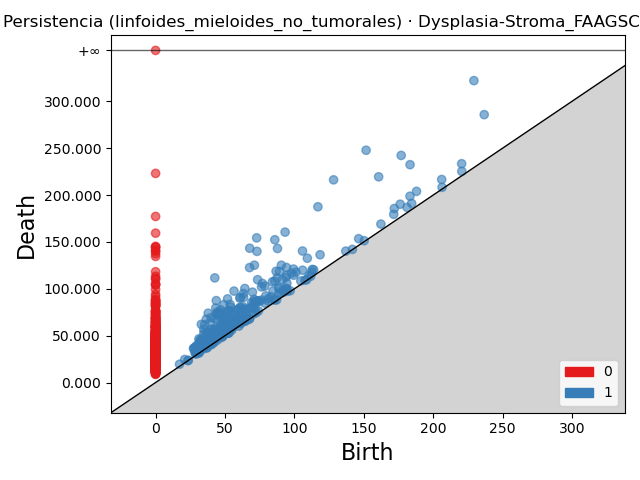 Persistencia (linfoides_mieloides_no_tumorales) · Dysplasia-Stroma_FAAGSC
+∞
300.000
250.000
200.000
150.000
100.000
50.000
0.000
Death
0
1
0 50 100 150 200 250 300
Birth